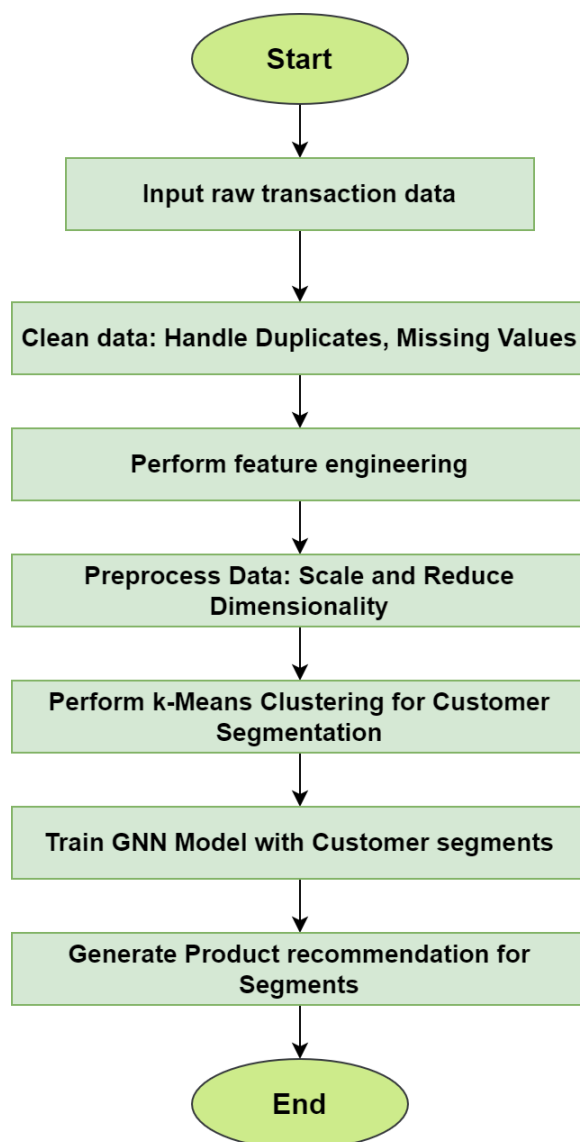 Start
Input raw transaction data
Clean data: Handle Duplicates, Missing Values
Perform feature engineering
Preprocess Data: Scale and Reduce
Dimensionality
Perform k-Means Clustering for Customer
Segmentation
Train GNN Model with Customer segments
Generate Product recommendation for
Segments
End